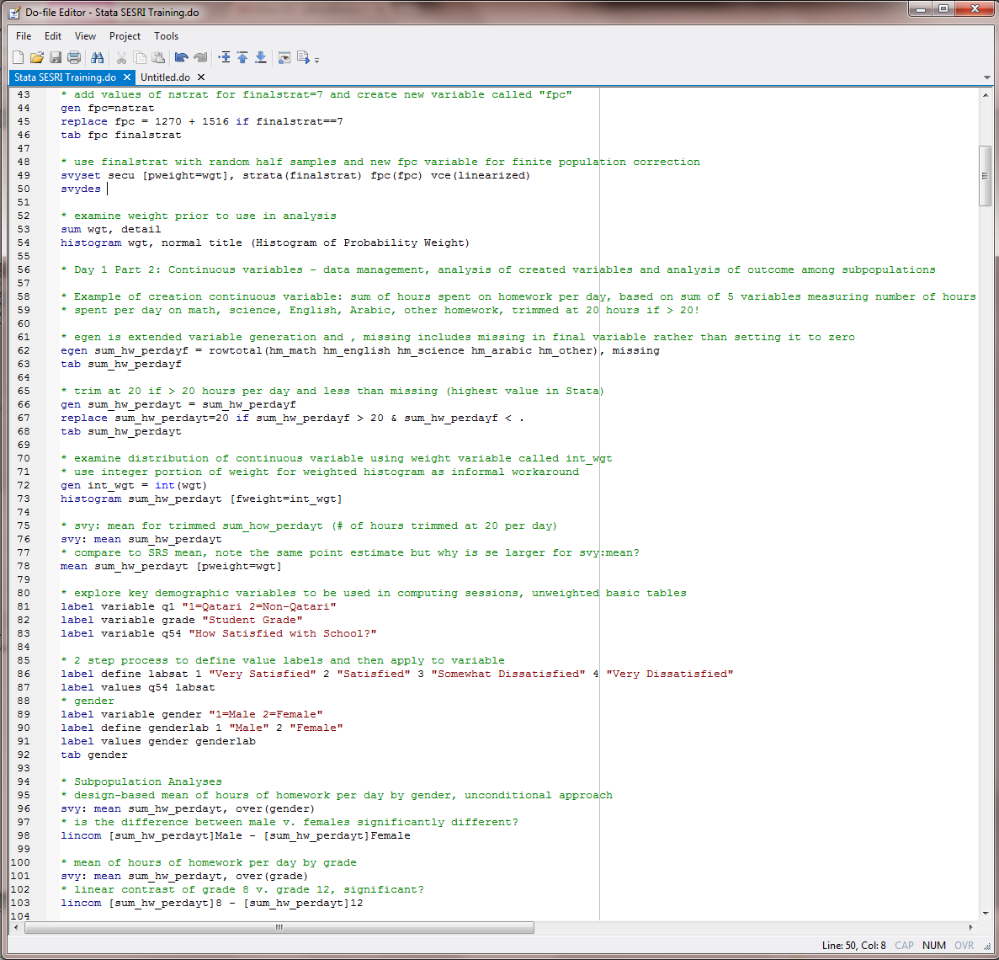 Do-file Editor - Stata SESRI Training.do
File Edit View Project Tools
Stata SESRI Training.do Untitled.do
43 * add values of nstrat for finalstrat=7 and create new variable called "fpc"
44 gen fpc=nstrat
45 replace fpc = 1270 + 1516 if finalstrat==7
46 tab fpc finalstrat
47
48 * use finalstrat with random half samples and new fpc variable for finite population correction
49 svyset secu [pweight=wgt], strata(finalstrat) fpc(fpc) vce(linearized)
50 svydes
51
52 * examine weight prior to use in analysis
53 sum wgt, detail
54 histogram wgt, normal title (Histogram of Probability Weight)
55
56 * Day 1 Part 2: Continuous variables - data management, analysis of created variables and analysis of outcome among subpopulations
57
58 * Example of creation continuous variable: sum of hours spent on homework per day, based on sum of 5 variables measuring number of hours
59 * spent per day on math, science, English, Arabic, other homework, trimmed at 20 hours if > 20!
60
61 * egen is extended variable generation and , missing includes missing in final variable rather than setting it to zero
62 egen sum_hw_perdayf = rowtotal(hm_math hm_english hm_science hm_arabic hm_other), missing
63 tab sum_hw_perdayf
64
65 * trim at 20 if > 20 hours per day and less than missing (highest value in Stata)
66 gen sum_hw_perdayt = sum_hw_perdayf
67 replace sum_hw_perdayt=20 if sum_hw_perdayf > 20 & sum_hw_perdayf < .
68 tab sum_hw_perdayt
69
70 * examine distribution of continuous variable using weight variable called int_wgt
71 * use integer portion of weight for weighted histogram as informal workaround
72 gen int_wgt = int(wgt)
73 histogram sum_hw_perdayt [fweight=int_wgt]
74
75 * svy: mean for trimmed sum_how_perdayt (# of hours trimmed at 20 per day)
76 svy: mean sum_hw_perdayt
77 * compare to SRS mean, note the same point estimate but why is se larger for svy:mean?
78 mean sum_hw_perdayt [pweight=wgt]
79
80 * explore key demographic variables to be used in computing sessions, unweighted basic tables
81 label variable q1 "1=Qatari 2=Non-Qatari"
82 label variable grade "Student Grade"
83 label variable q54 "How Satisfied with School?"
84
85 * 2 step process to define value labels and then apply to variable
86 label define labsat 1 "Very Satisfied" 2 "Satisfied" 3 "Somewhat Dissatisfied" 4 "Very Dissatisfied"
87 label values q54 labsat
88 * gender
89 label variable gender "1=Male 2=Female"
90 label define genderlab 1 "Male" 2 "Female"
91 label values gender genderlab
92 tab gender
93
94 * Subpopulation Analyses
95 * design-based mean of hours of homework per day by gender, unconditional approach
96 svy: mean sum_hw_perdayt, over(gender)
97 * is the difference between male v. females significantly different?
98 lincom [sum_hw_perdayt]Male - [sum_hw_perdayt]Female
99
100 * mean of hours of homework per day by grade
101 svy: mean sum_hw_perdayt, over(grade)
102 * linear contrast of grade 8 v. grade 12, significant?
103 lincom [sum_hw_perdayt]8 - [sum_hw_perdayt]12
104
Line: 50, Col: 8 CAP NUM OVR